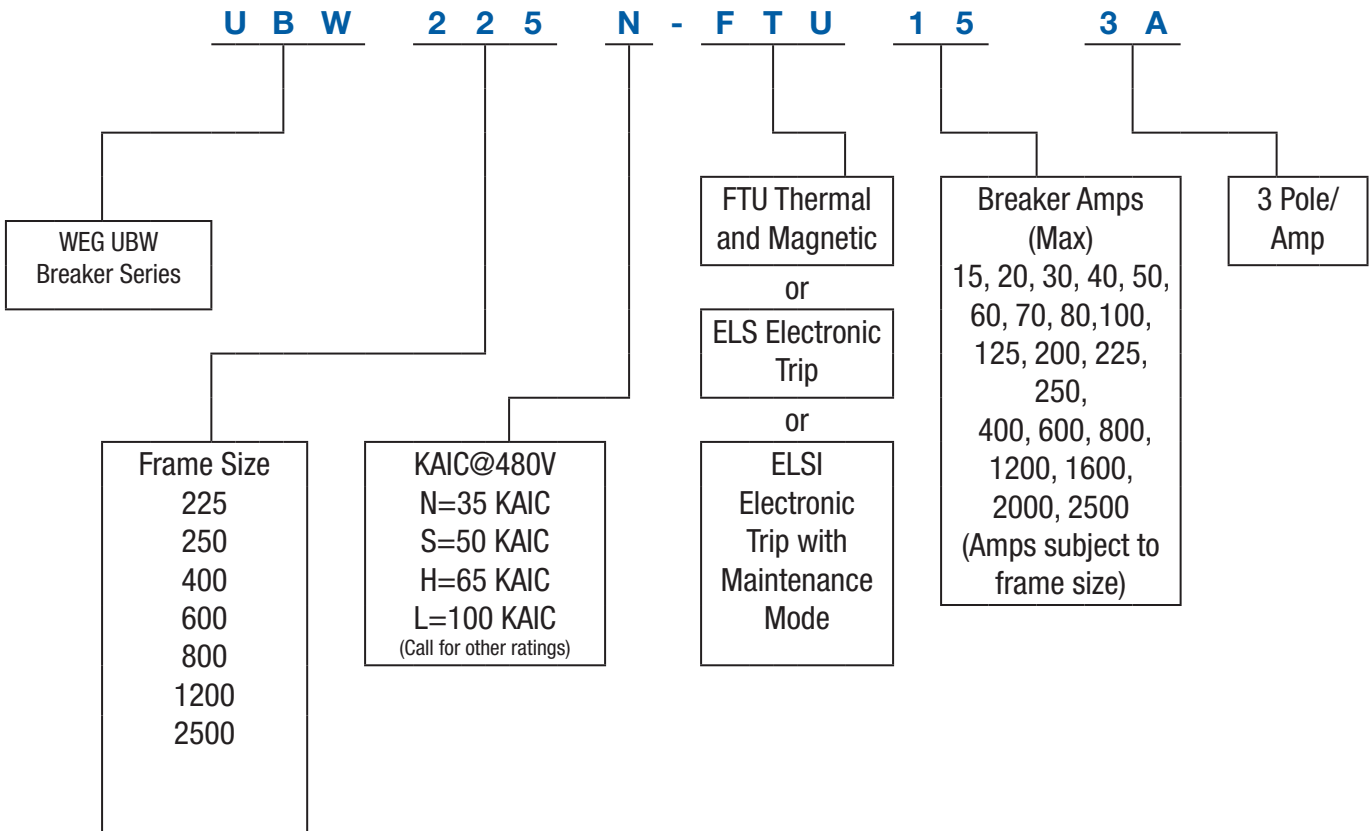 U B W 2 2 5 N - F T U 1 5 3 A
WEG UBW
Breaker Series
Frame Size
225
250
400
600
800
1200
2500
KAIC@480V
N=35 KAIC
S=50 KAIC
H=65 KAIC
L=100 KAIC
(Call for other ratings)
FTU Thermal
and Magnetic
or
ELS Electronic
Trip
or
ELSI
Electronic
Trip with
Maintenance
Mode
Breaker Amps
(Max)
15, 20, 30, 40, 50,
60, 70, 80,100,
125, 200, 225,
250,
400, 600, 800,
1200, 1600,
2000, 2500
(Amps subject to
frame size)
3 Pole/
Amp